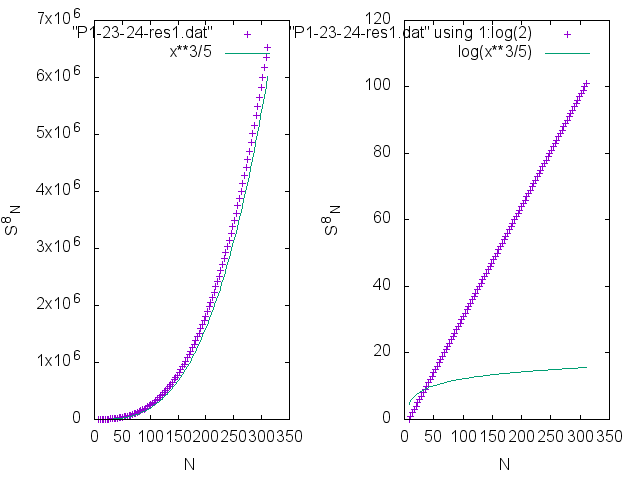 7x10^6
6x10^6
5x10^6
4x10^6
3x10^6
2x10^6
1x10^6
0
0 50 100 150 200 250 300 350
S^8_N
N
"P1-23-24-res1.dat"
x**3/5
120
100
80
60
40
20
0
0 50 100 150 200 250 300 350
S^8_N
N
"P1-23-24-res1.dat" using 1:log(2)
log(x**3/5)